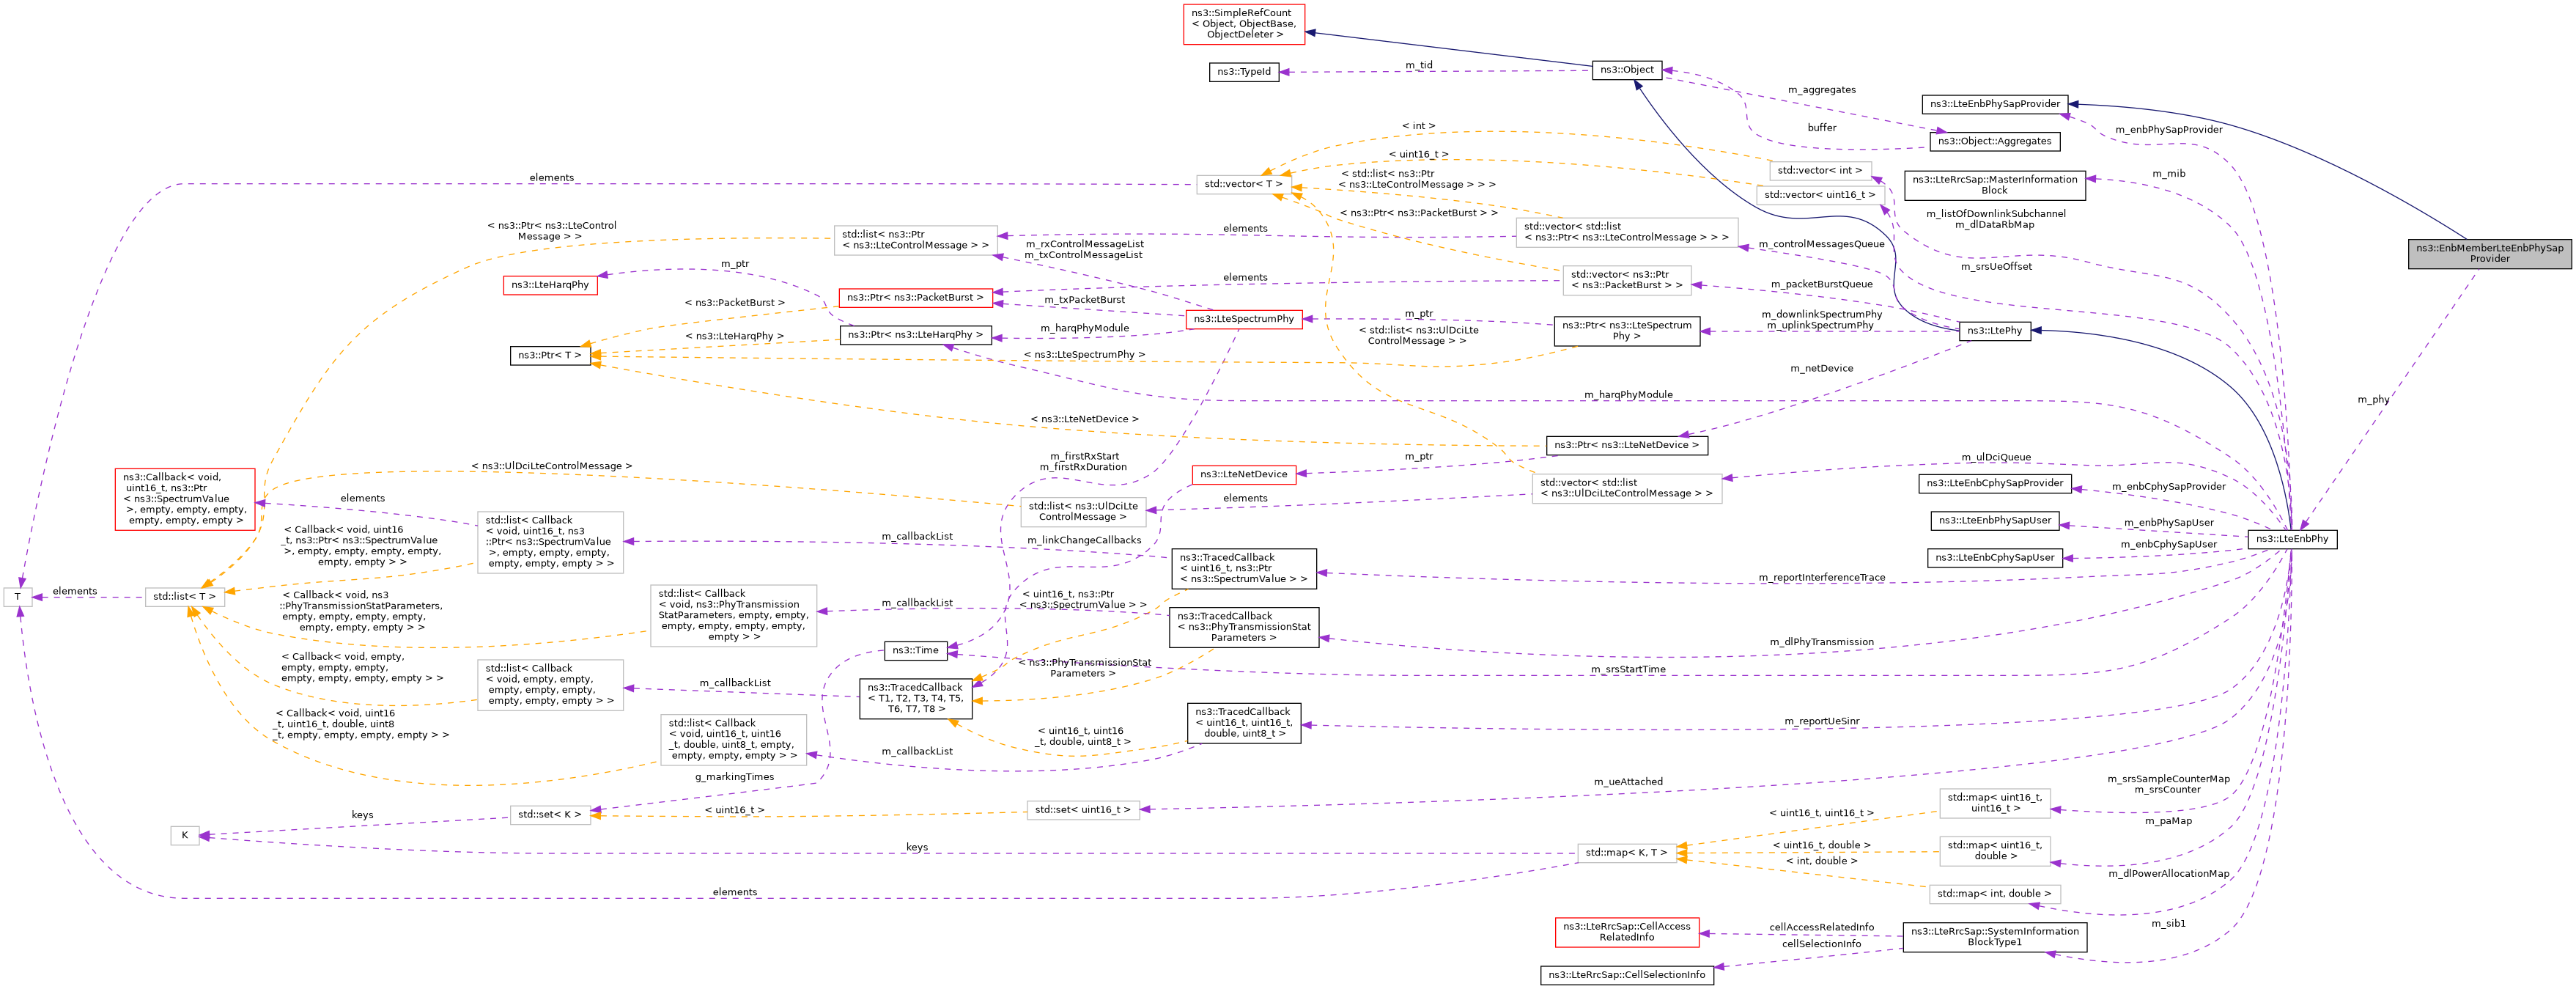 ns3::SimpleRefCount
< Object, ObjectBase,
ObjectDeleter >
ns3::TypeId
m_tid
ns3::Object
m_aggregates
buffer
ns3::LteEnbPhySapProvider
ns3::Object::Aggregates
m_enbPhySapProvider
ns3::EnbMemberLteEnbPhySap
Provider
m_phy
< int >
< uint16_t >
< std::list< ns3::Ptr
< ns3::LteControlMessage > > >
< ns3::Ptr< ns3::PacketBurst > >
std::vector< T >
std::vector< int >
std::vector< uint16_t >
ns3::LteRrcSap::MasterInformation
Block
m_mib
m_listOfDownlinkSubchannel
m_dlDataRbMap
m_srsUeOffset
elements
< ns3::Ptr< ns3::LteControl
Message > >
std::list< ns3::Ptr
< ns3::LteControlMessage > >
elements
std::vector< std::list
< ns3::Ptr< ns3::LteControlMessage > > >
m_controlMessagesQueue
m_rxControlMessageList
m_txControlMessageList
ns3::LteHarqPhy
m_ptr
ns3::Ptr< ns3::PacketBurst >
elements
std::vector< ns3::Ptr
< ns3::PacketBurst > >
m_packetBurstQueue
< ns3::PacketBurst >
m_txPacketBurst
ns3::LteSpectrumPhy
m_ptr
ns3::Ptr< ns3::LteSpectrum
Phy >
m_downlinkSpectrumPhy
m_uplinkSpectrumPhy
ns3::LtePhy
ns3::Ptr< T >
< ns3::LteHarqPhy >
ns3::Ptr< ns3::LteHarqPhy >
m_harqPhyModule
< ns3::LteSpectrumPhy >
< std::list< ns3::UlDciLte
ControlMessage > >
m_netDevice
m_harqPhyModule
< ns3::LteNetDevice >
ns3::Ptr< ns3::LteNetDevice >
m_firstRxStart
m_firstRxDuration
ns3::LteNetDevice
m_ptr
m_ulDciQueue
std::vector< std::list
< ns3::UlDciLteControlMessage > >
elements
< ns3::UlDciLteControlMessage >
std::list< ns3::UlDciLte
ControlMessage >
m_linkChangeCallbacks
ns3::LteEnbCphySapProvider
m_enbCphySapProvider
ns3::LteEnbPhySapUser
m_enbPhySapUser
ns3::LteEnbCphySapUser
m_enbCphySapUser
ns3::LteEnbPhy
ns3::Callback< void,
uint16_t, ns3::Ptr
< ns3::SpectrumValue
>, empty, empty, empty,
empty, empty, empty >
elements
std::list< Callback
< void, uint16_t, ns3
::Ptr< ns3::SpectrumValue
>, empty, empty, empty,
empty, empty, empty > >
m_callbackList
ns3::TracedCallback
< uint16_t, ns3::Ptr
< ns3::SpectrumValue > >
m_reportInterferenceTrace
< Callback< void, uint16
_t, ns3::Ptr< ns3::SpectrumValue
>, empty, empty, empty, empty,
empty, empty > >
T
elements
std::list< T >
< Callback< void, ns3
::PhyTransmissionStatParameters,
empty, empty, empty, empty,
empty, empty, empty > >
std::list< Callback
< void, ns3::PhyTransmission
StatParameters, empty, empty,
empty, empty, empty, empty,
empty > >
m_callbackList
< uint16_t, ns3::Ptr
< ns3::SpectrumValue > >
ns3::TracedCallback
< ns3::PhyTransmissionStat
Parameters >
m_dlPhyTransmission
ns3::Time
m_srsStartTime
< Callback< void, empty,
empty, empty, empty,
empty, empty, empty, empty > >
std::list< Callback
< void, empty, empty,
empty, empty, empty,
empty, empty, empty > >
m_callbackList
ns3::TracedCallback
< T1, T2, T3, T4, T5,
T6, T7, T8 >
< ns3::PhyTransmissionStat
Parameters >
< Callback< void, uint16
_t, uint16_t, double, uint8
_t, empty, empty, empty, empty > >
std::list< Callback
< void, uint16_t, uint16
_t, double, uint8_t, empty,
empty, empty, empty > >
m_callbackList
< uint16_t, uint16
_t, double, uint8_t >
ns3::TracedCallback
< uint16_t, uint16_t,
double, uint8_t >
m_reportUeSinr
g_markingTimes
m_ueAttached
K
keys
std::set< K >
< uint16_t >
std::set< uint16_t >
keys
elements
std::map< K, T >
< uint16_t, uint16_t >
std::map< uint16_t,
uint16_t >
m_srsSampleCounterMap
m_srsCounter
< uint16_t, double >
std::map< uint16_t,
double >
m_paMap
< int, double >
std::map< int, double >
m_dlPowerAllocationMap
ns3::LteRrcSap::CellAccess
RelatedInfo
cellAccessRelatedInfo
ns3::LteRrcSap::SystemInformation
BlockType1
m_sib1
cellSelectionInfo
ns3::LteRrcSap::CellSelectionInfo